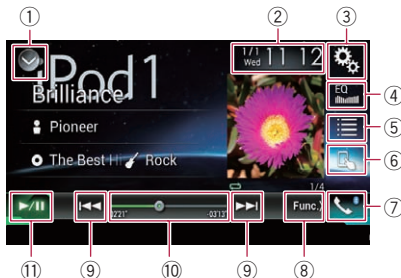 ① ② ③
iPod1
1/1 Wed 11 12
Brilliance
EQ
④
Pioneer
⑤
The Best Hi Rock
⑥
1/4
02'21" -03'13"
Func.
⑦
⑪ ⑨ ⑩ ⑨ ⑧